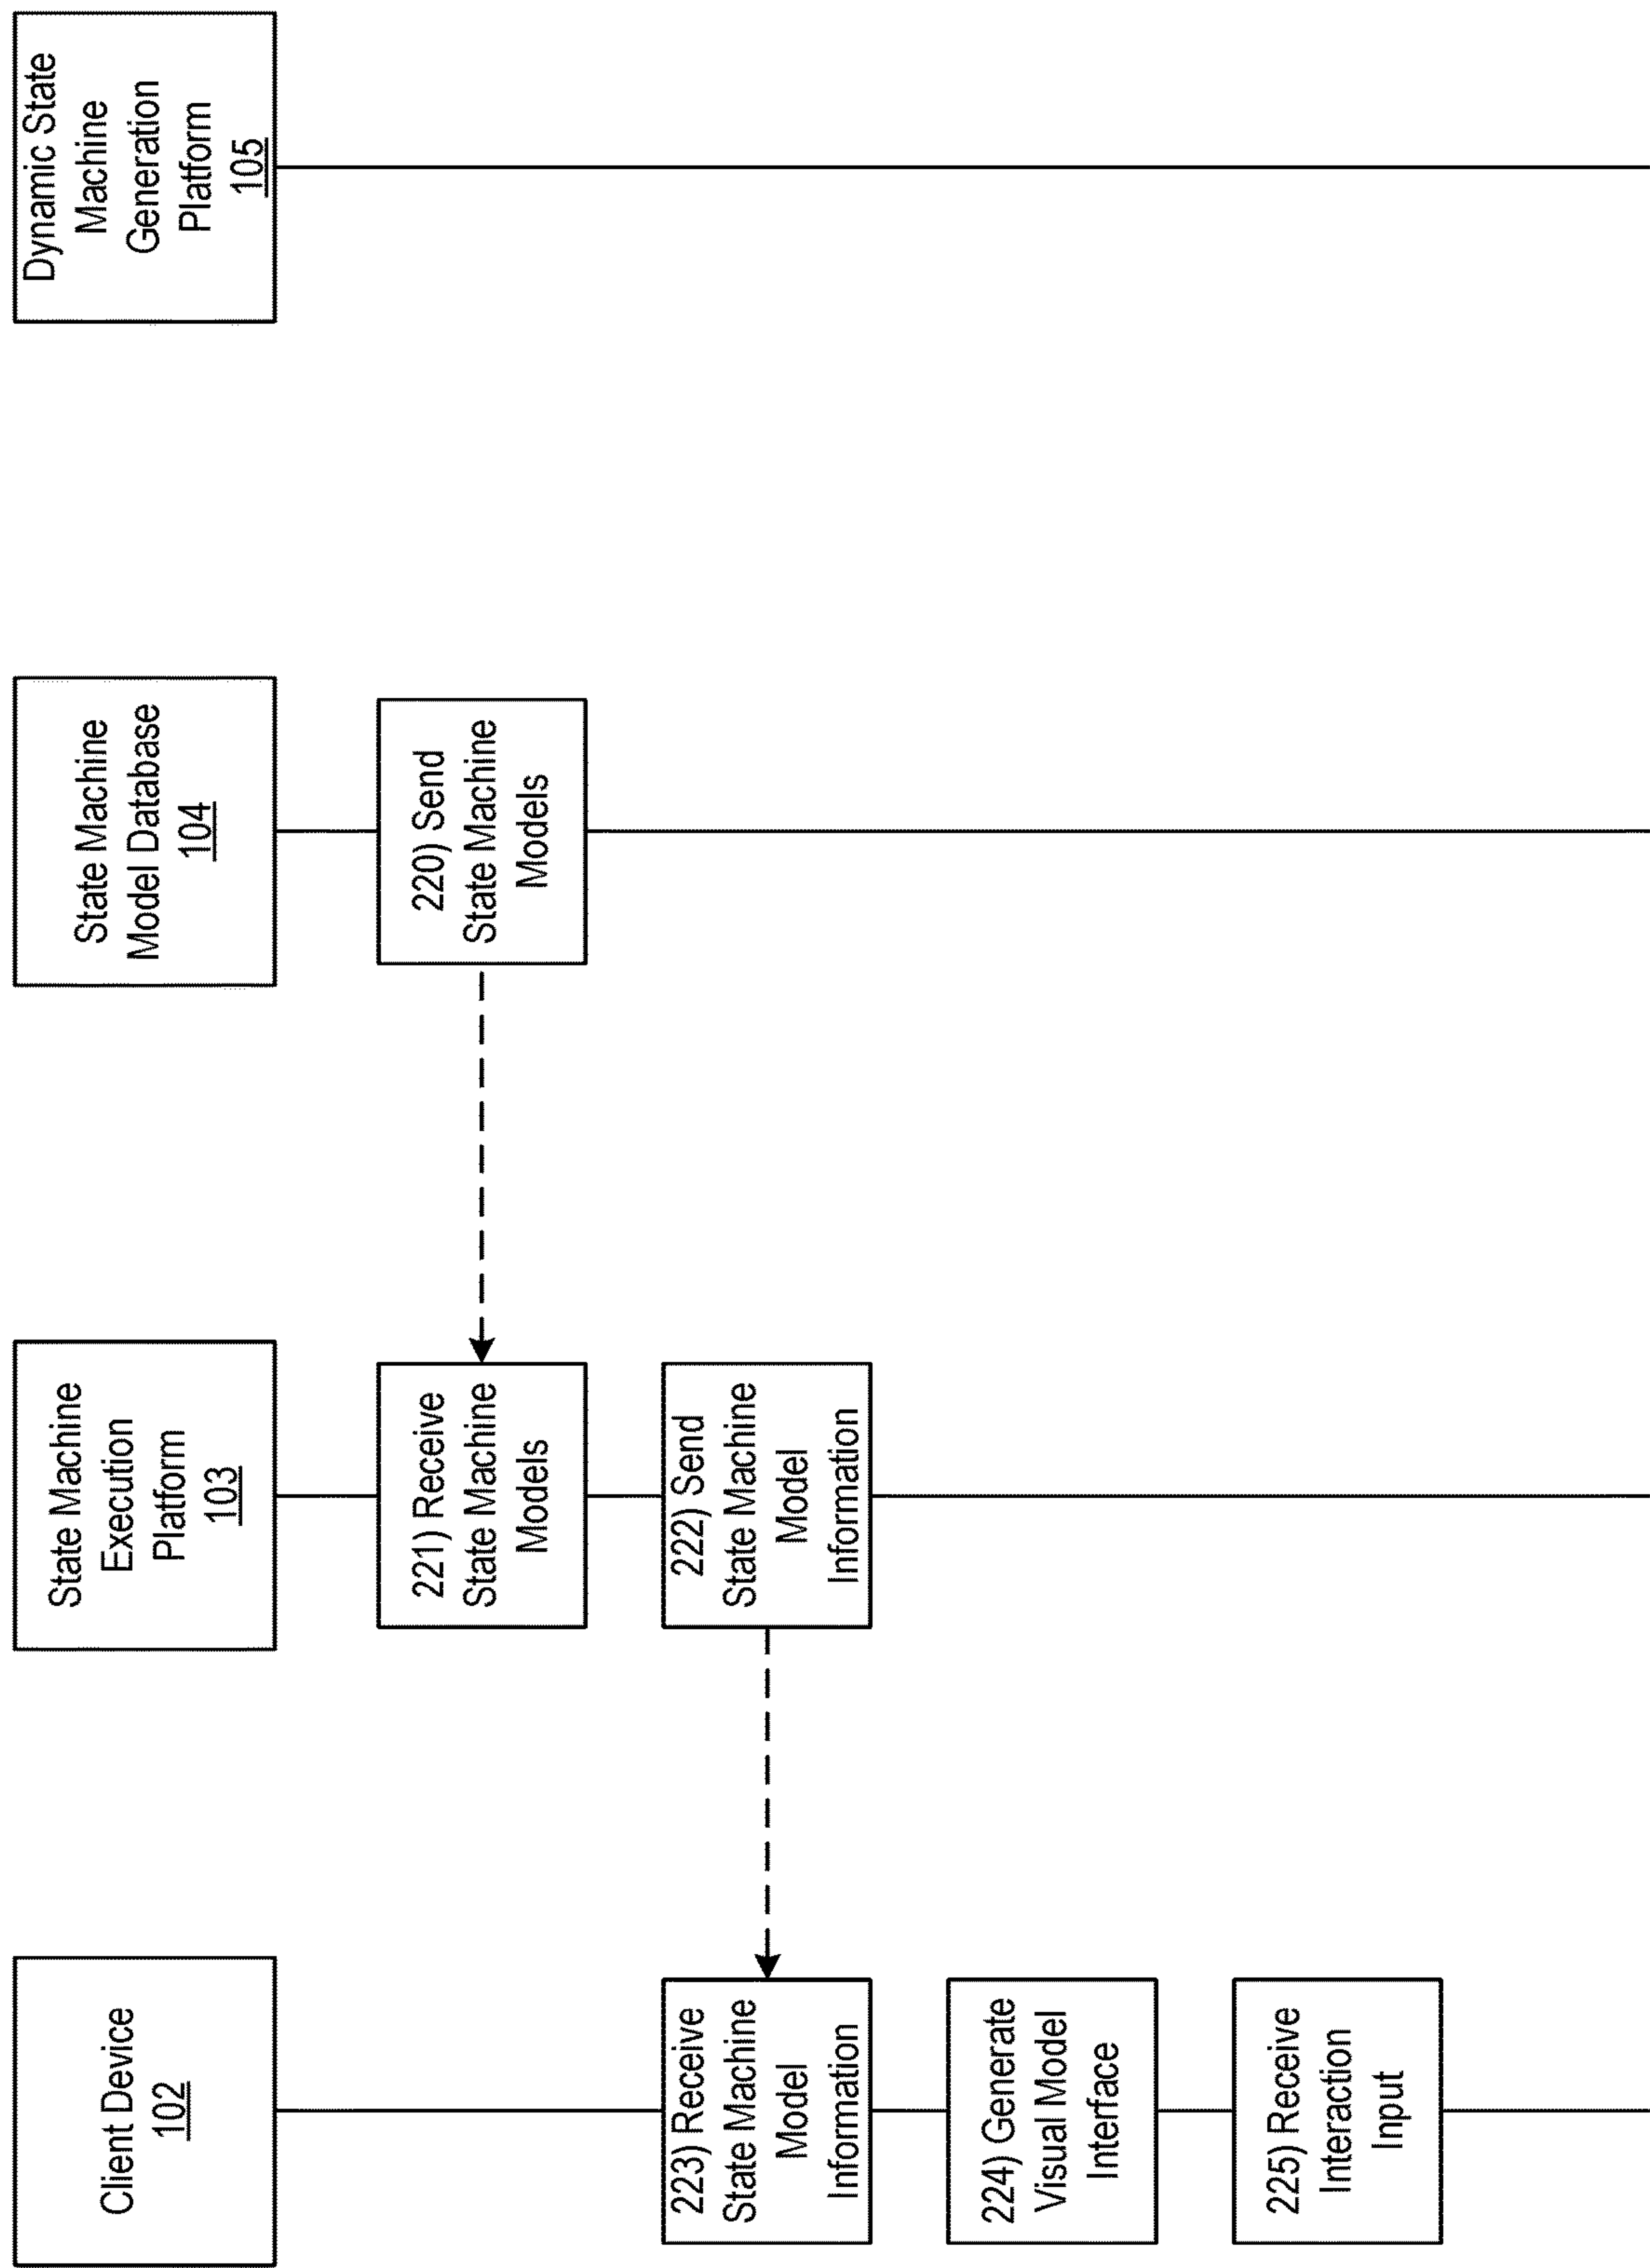 Client Device
102
State Machine
Execution
Platform
103
State Machine
Model Database
104
Dynamic State
Machine
Generation
Platform
105
220) Send
State Machine
Models
221) Receive
State Machine
Models
222) Send
State Machine
Model
Information
223) Receive
State Machine
Model
Information
224) Generate
Visual Model
Interface
225) Receive
Interaction
Input